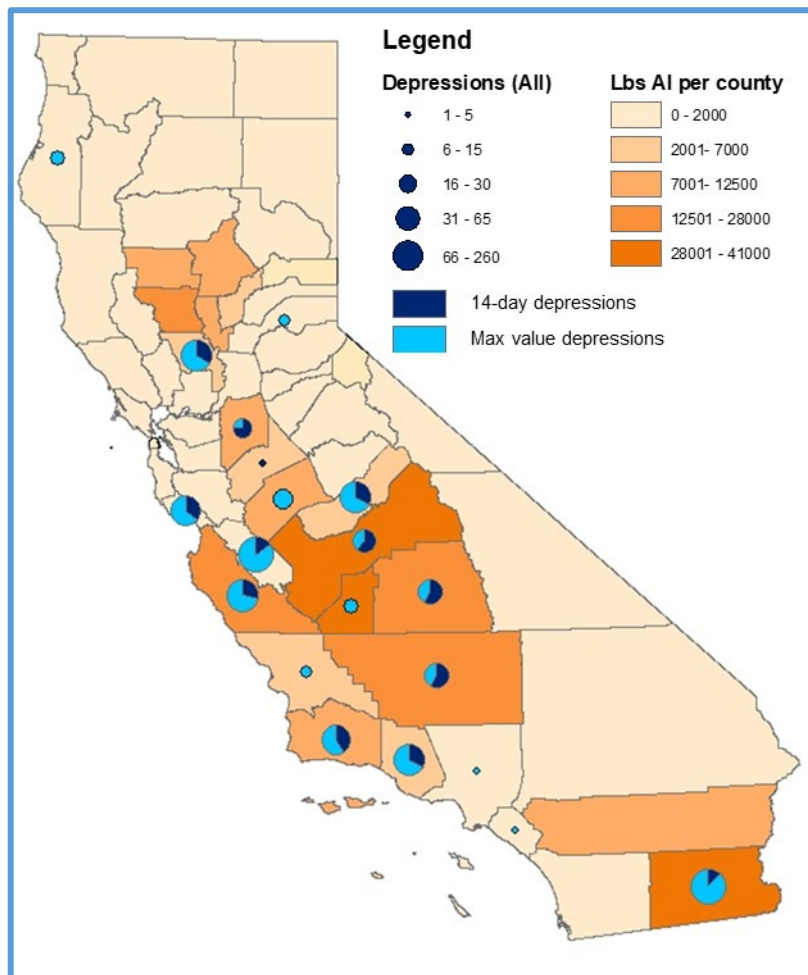 Legend
Depressions (All)
1 - 5
6 - 15
16 - 30
31 - 65
66 - 260
Lbs AI per county
0 - 2000
2001- 7000
7001- 12500
12501 - 28000
28001 - 41000
14-day depressions
Max value depressions